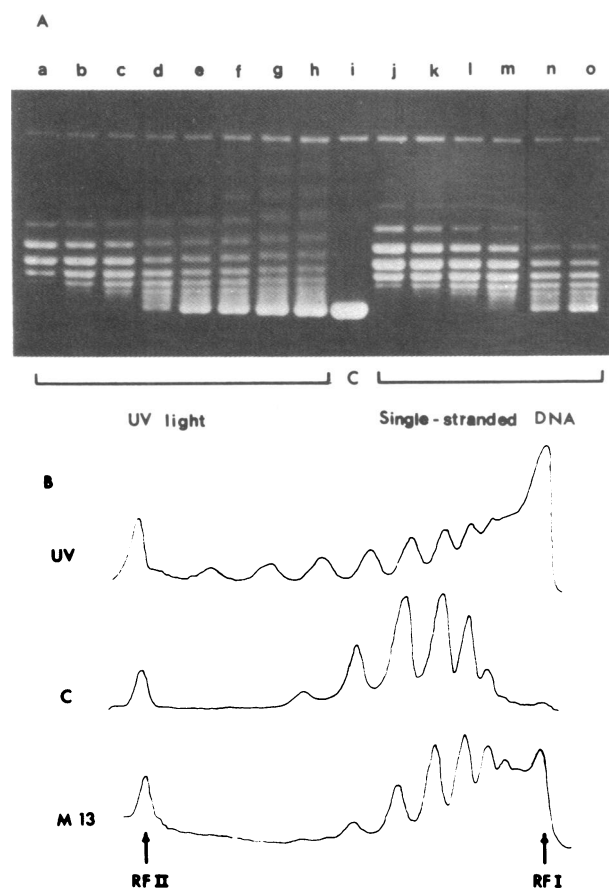 A
a b c d e f g h i j k l m n o
C
UV light Single-stranded DNA
B
UV
C
M 13
RF II RF I